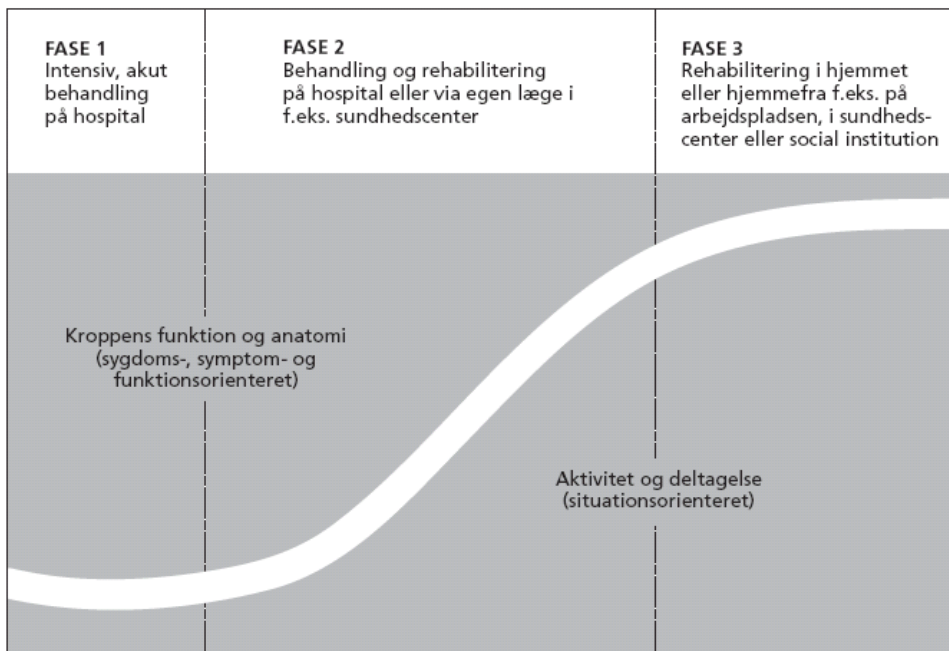 FASE 1
Intensiv, akut
behandling
på hospital
FASE 2
Behandling og rehabilitering
på hospital eller via egen læge i
f.eks. sundhedscenter
FASE 3
Rehabilitering i hjemmet
eller hjemmefra f.eks. på
arbejdspladsen, i sundheds-
center eller social institution
Kroppens funktion og anatomi
(sygdoms-, symptom- og
funktionsorienteret)
Aktivitet og deltagelse
(situationsorienteret)